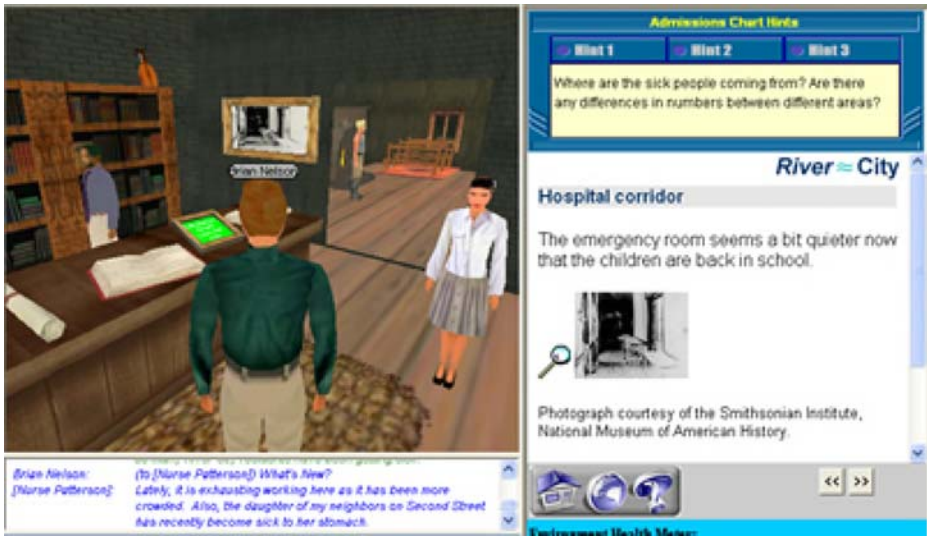 Brian Nelson
Brian Nelson:
(to [Nurse Patterson]) What's New?
[Nurse Patterson]:
Lately, it is exhausting working here as it has been more
crowded. Also, the daughter of my neighbors on Second Street
has recently become sick to her stomach.
Admissions Chart Hints
Hint 1
Hint 2
Hint 3
Where are the sick people coming from? Are there
any differences in numbers between different areas?
River ≈ City
Hospital corridor
The emergency room seems a bit quieter now
that the children are back in school.
Photograph courtesy of the Smithsonian Institute,
National Museum of American History.
<< >>
Environment Health Meter: